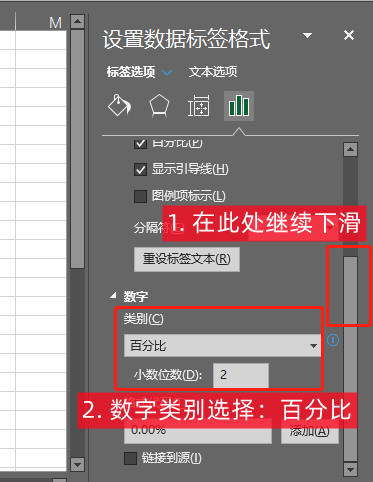 M
设置数据标签格式
标签选项 文本选项
百分比(P)
显示引导线(H)
图例项标示(L)
1. 在此处继续下滑
分隔符
重设标签文本(R)
数字
类别(C)
百分比
小数位数(D): 2
2. 数字类别选择：百分比
0.00% 添加(A)
链接到源(I)